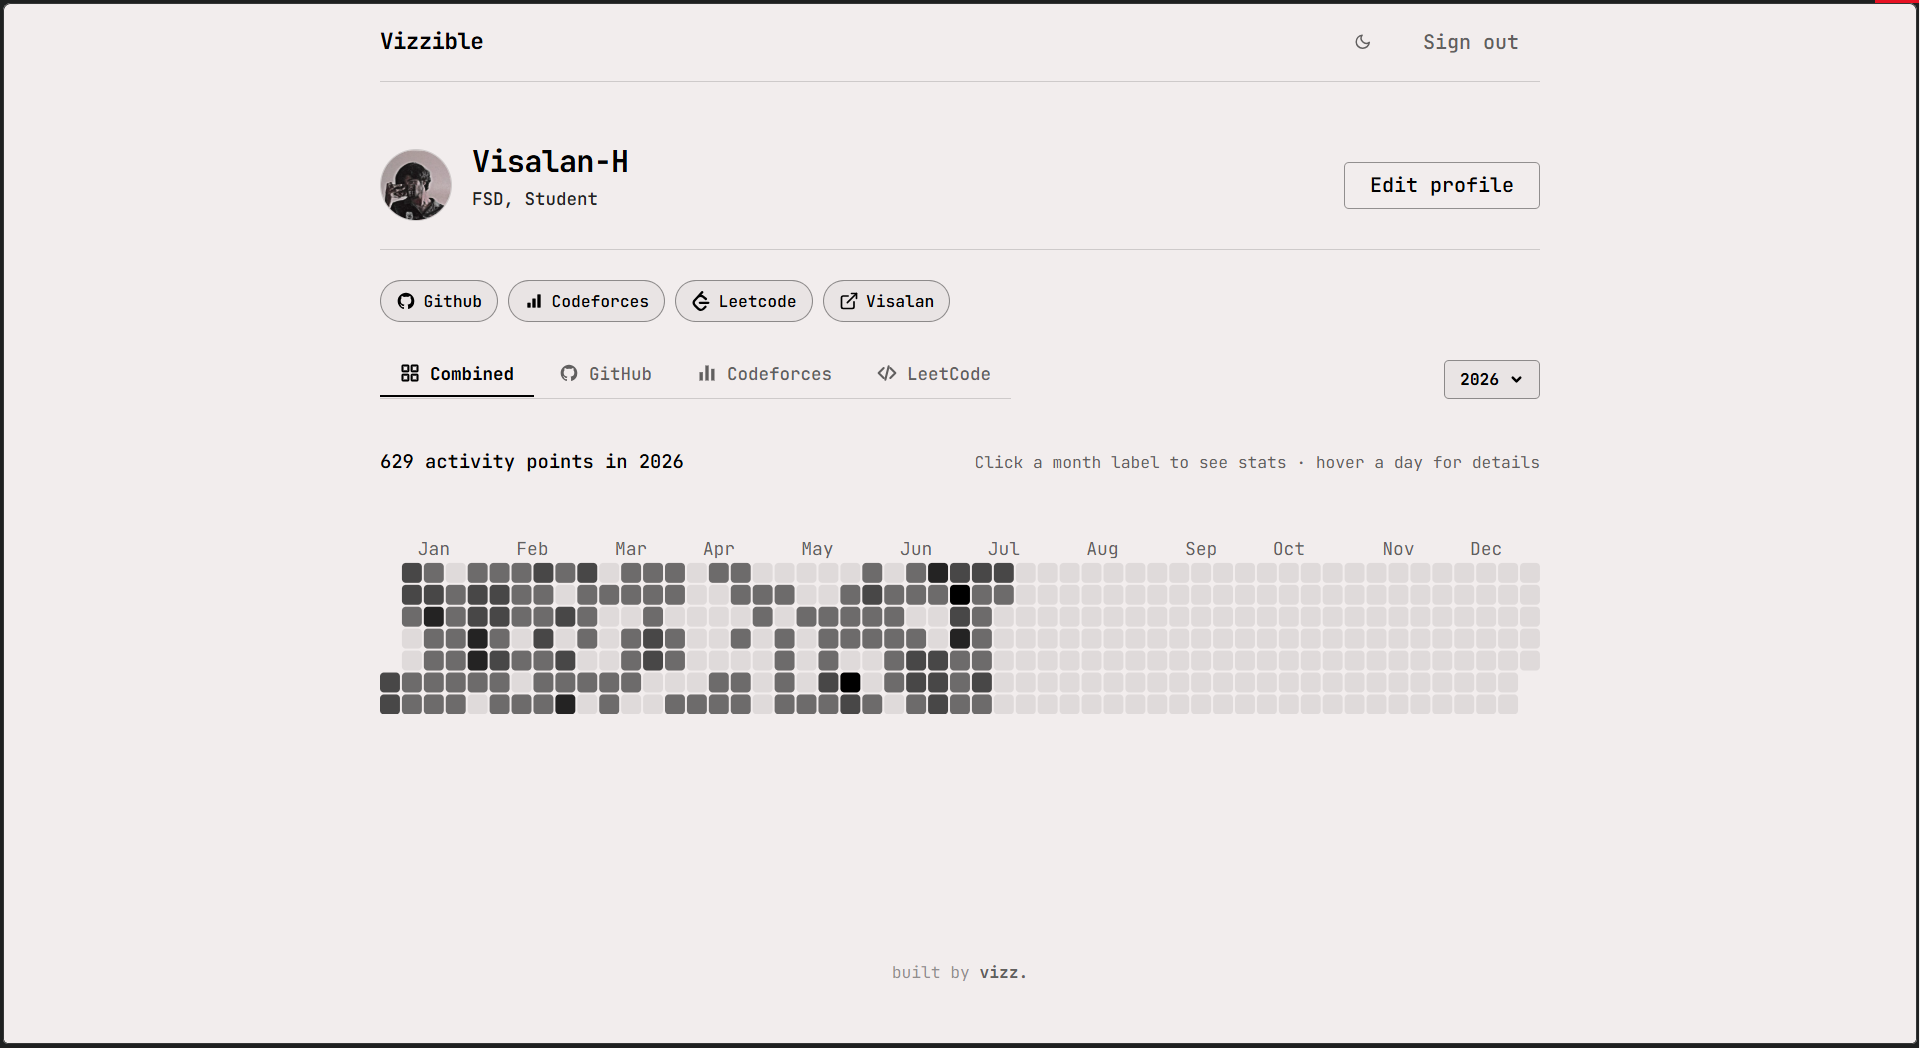 Vizzible
Sign out
Visalan-H
FSD, Student
Edit profile
Github
Codeforces
Leetcode
Visalan
Combined
GitHub
Codeforces
LeetCode
2026
629 activity points in 2026
Click a month label to see stats · hover a day for details
Jan Feb Mar Apr May Jun Jul Aug Sep Oct Nov Dec
built by vizz.